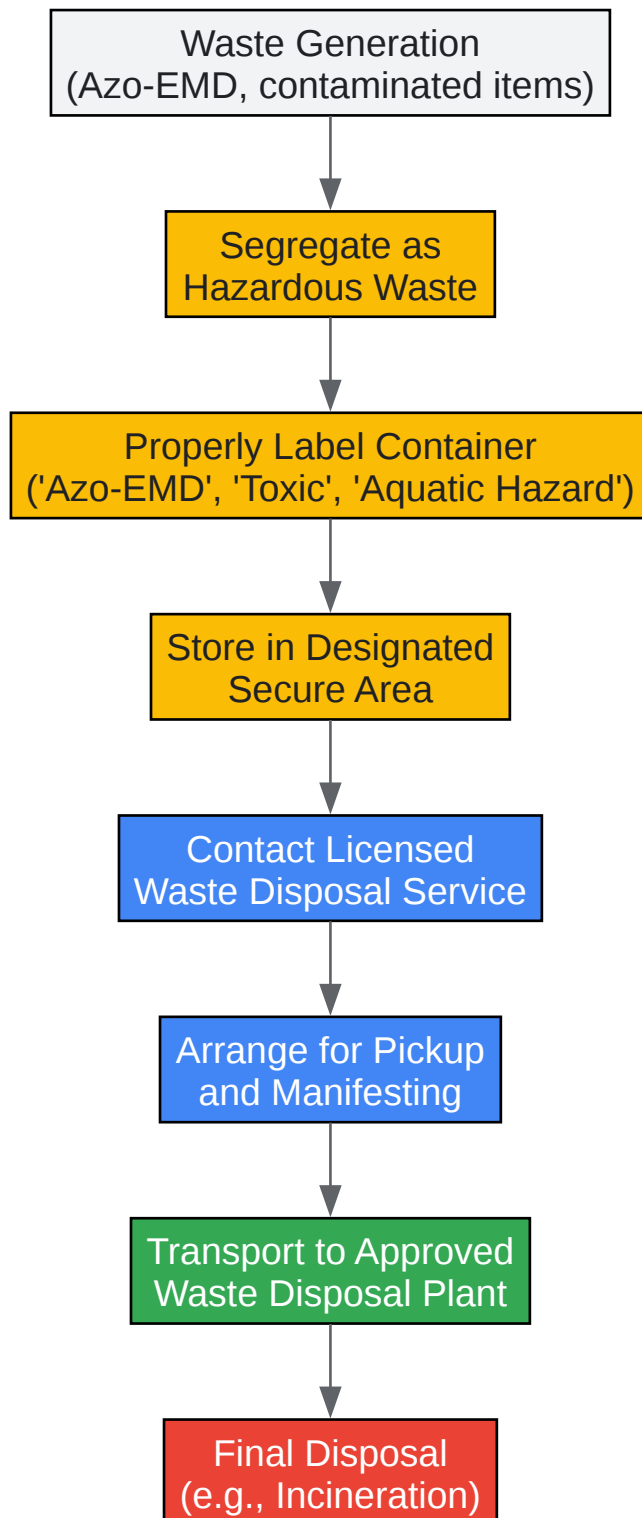 Waste Generation
(Azo-EMD, contaminated items)
Segregate as
Hazardous Waste
Properly Label Container
('Azo-EMD', 'Toxic', 'Aquatic Hazard')
Store in Designated
Secure Area
Contact Licensed
Waste Disposal Service
Arrange for Pickup
and Manifesting
Transport to Approved
Waste Disposal Plant
Final Disposal
(e.g., Incineration)